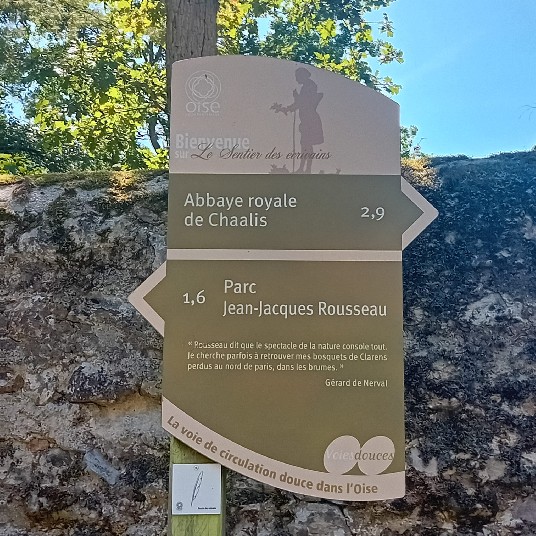 oise
Bienvenue
sur Le Sentier des écrivains
Abbaye royale
de Chaalis
2,9
1,6
Parc
Jean-Jacques Rousseau
« Rousseau dit que le spectacle de la nature console tout.
Je cherche parfois à retrouver mes bosquets de Clarens
perdus au nord de paris, dans les brumes. »
Gérard de Nerval
voiesdouces
La voie de circulation douce dans l'Oise